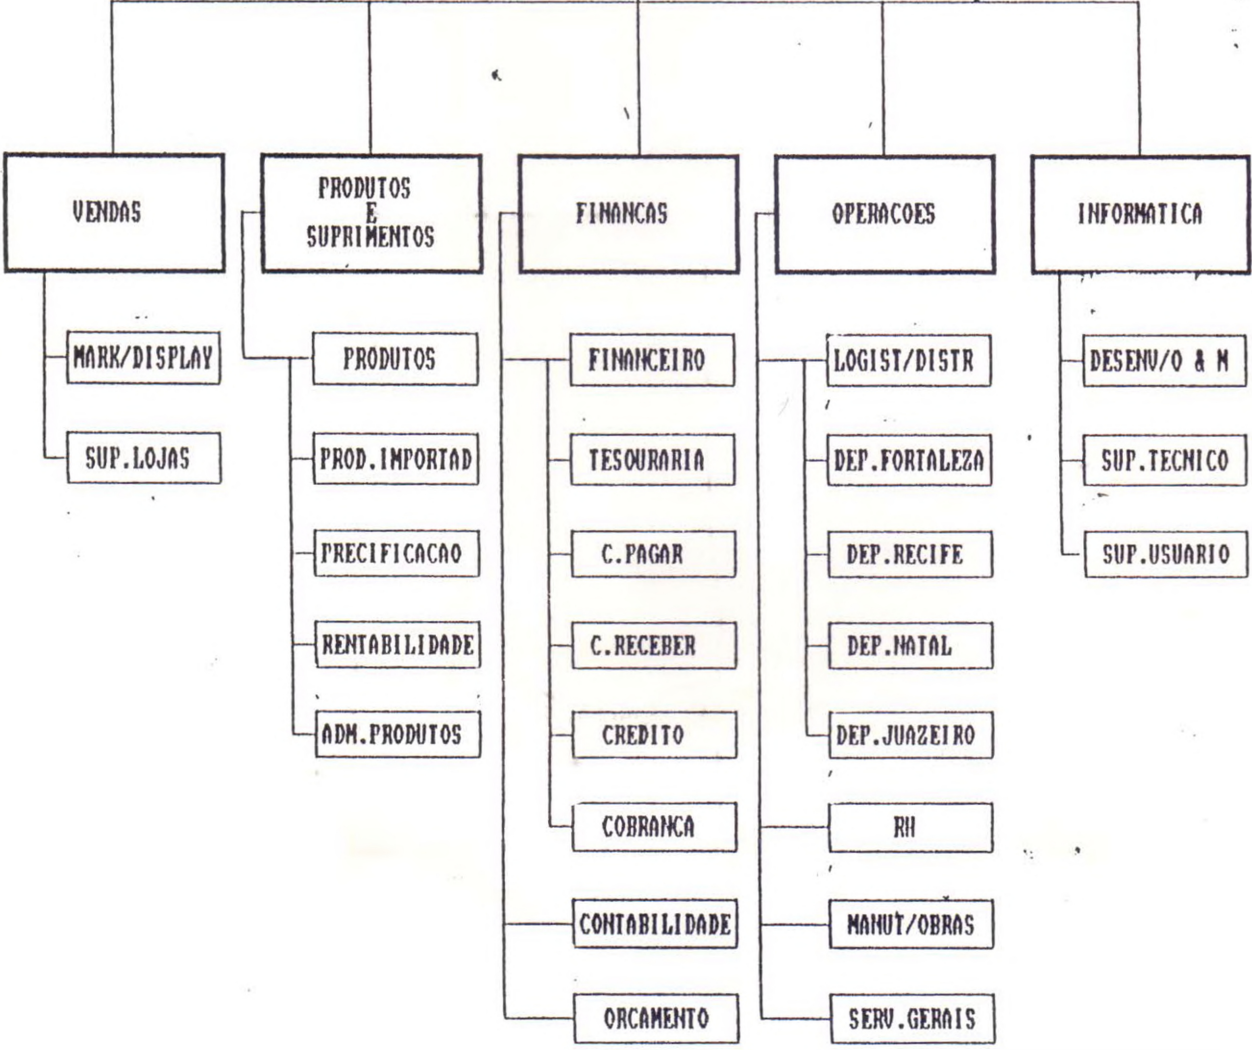 VENDAS
MARK/DISPLAY
SUP.LOJAS
PRODUTOS
E
SUPRIMENTOS
PRODUTOS
PROD.IMPORTAD
PRECIFICACAO
RENTABILIDADE
ADM.PRODUTOS
FINANCAS
FINANCEIRO
TESOURARIA
C.PAGAR
C.RECEBER
CREDITO
COBRANCA
CONTABILIDADE
ORCAMENTO
OPERACOES
LOGIST/DISTR
DEP.FORTALEZA
DEP.RECIFE
DEP.NATAL
DEP.JUAZEIRO
RH
MANUT/OBRAS
SERV.GERAIS
INFORMATICA
DESENV/O & M
SUP.TECNICO
SUP.USUARIO